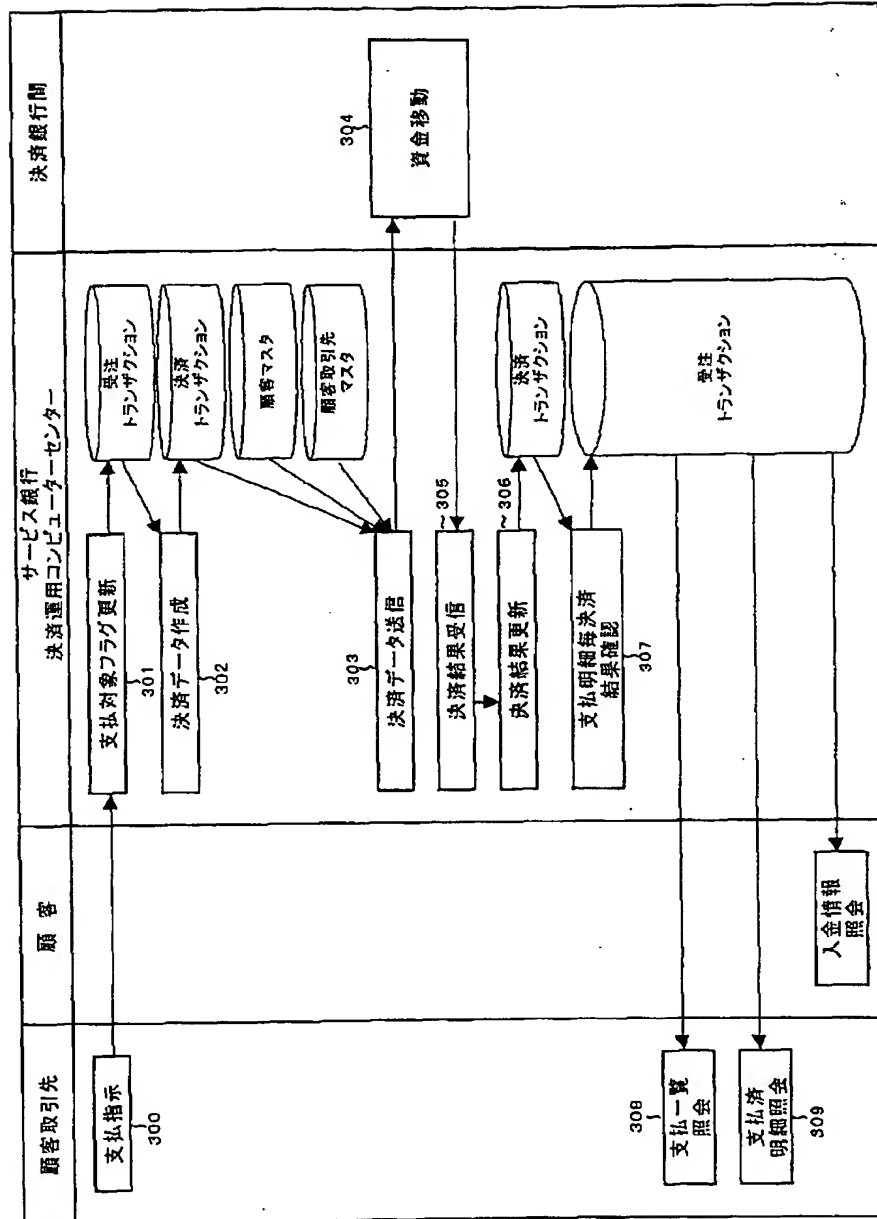 顧客取引先
顧客
サービス銀行
決済運用コンピューターセンター
決済銀行間
支払指示
300
支払対象フラグ更新
301
受注
トランザクション
決済データ作成
302
決済
トランザクション
顧客マスタ
顧客取引先
マスタ
決済データ送信
303
資金移動
304
決済結果受信
~305
決済結果更新
~306
決済
トランザクション
支払明細毎決済
結果確認
307
受注
トランザクション
支払一覧
照会
308
支払済
明細照会
309
入金情報
照会